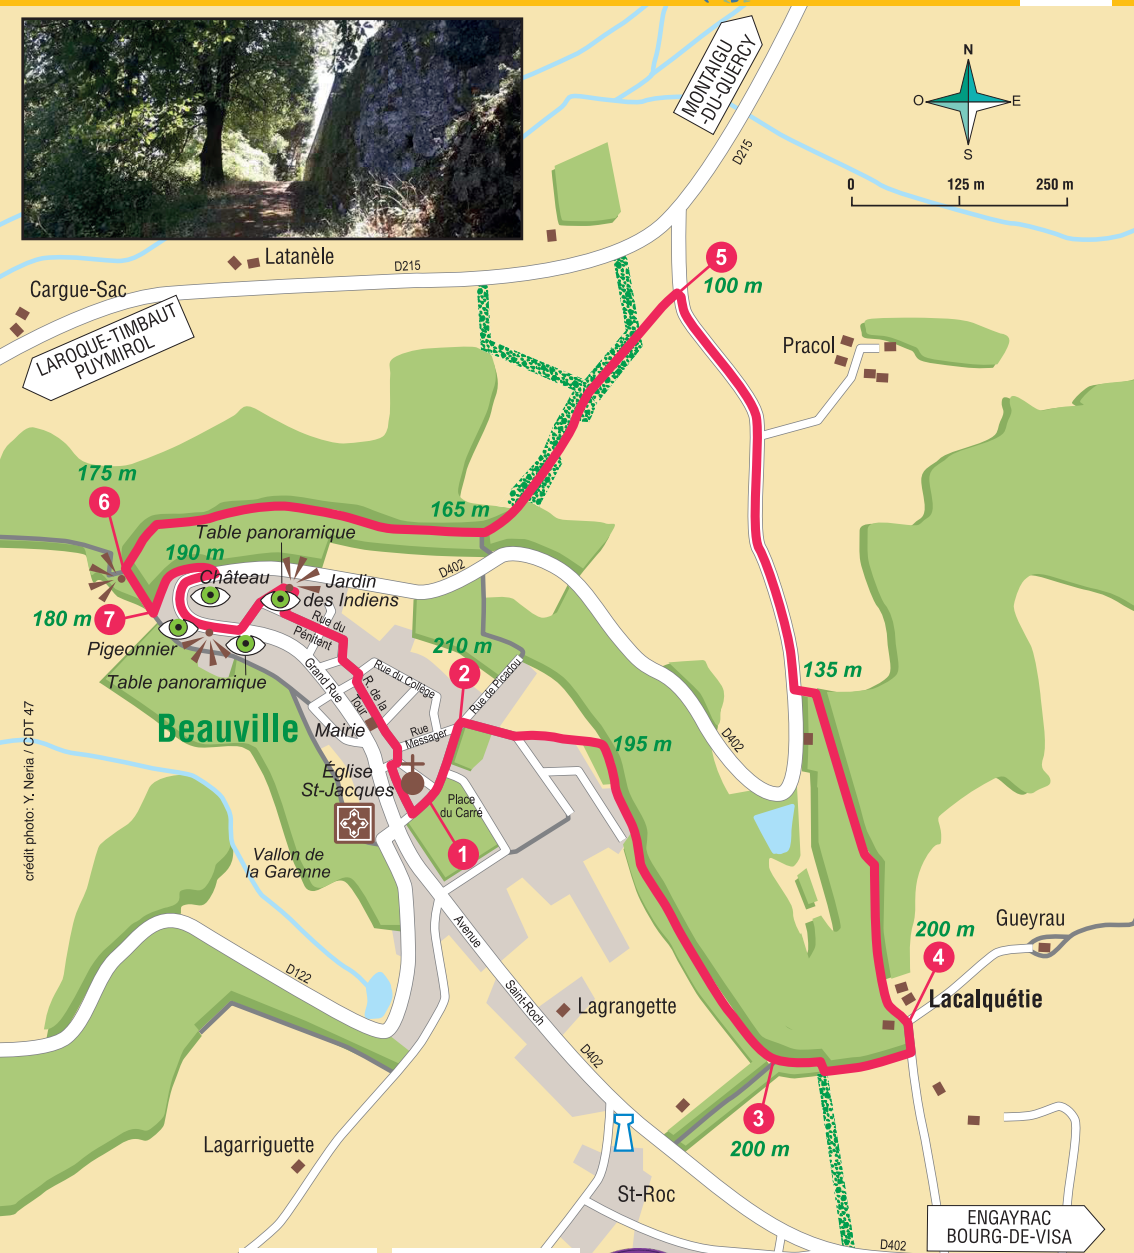 MONTAIGU
-DU-QUERCY
N
O
E
S
0
125 m
250 m
D215
D215
Latanèle
Cargue-Sac
LAROQUE-TIMBAUT
PUYMIROL
5
100 m
Pracol
175 m
6
165 m
Table panoramique
190 m
Château
D402
Jardin
des Indiens
180 m
7
Pigeonnier
Rue du
Pénitent
210 m
2
Table panoramique
Grand Rue
Rue du Collège
R. de la
Tour
Rue de Picadou
135 m
Beauville
Mairie
Rue
Messager
195 m
D402
Église
St-Jacques
Place
du Carré
1
Vallon de
la Garenne
crédit photo: Y. Neria / CDT 47
Gueyrau
200 m
4
Lacalquétie
Avenue
Saint-Roch
D122
Lagrangette
D402
3
200 m
Lagarriguette
St-Roc
ENGAYRAC
BOURG-DE-VISA
D402